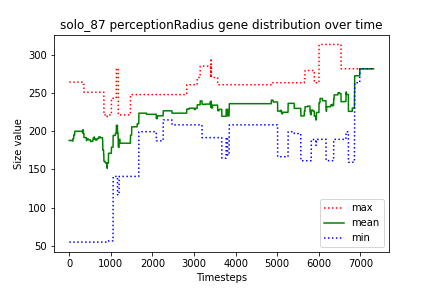 solo_87 perceptionRadius gene distribution over time
Size value
300
250
200
150
100
50
0
1000
2000
3000
4000
5000
6000
7000
Timesteps
max
mean
min